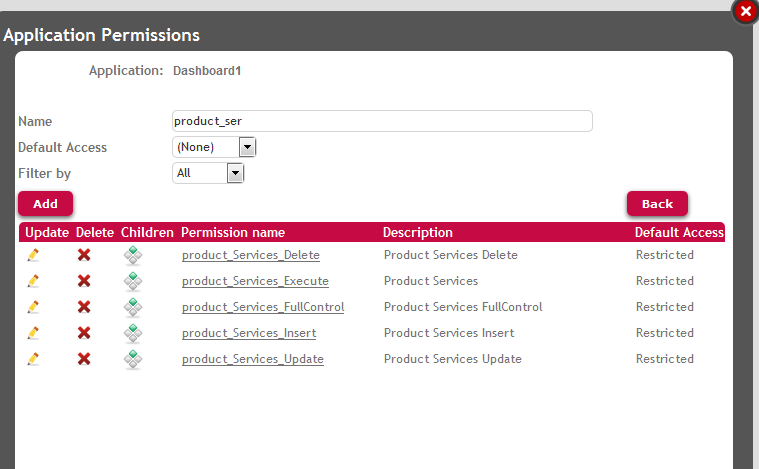 Application Permissions
Application: Dashboard1
Name product_ser
Default Access (None)
Filter by All
Add Back
Update Delete Children Permission name Description Default Access
product_Services_Delete Product Services Delete Restricted
product_Services_Execute Product Services Restricted
product_Services_FullControl Product Services FullControl Restricted
product_Services_Insert Product Services Insert Restricted
product_Services_Update Product Services Update Restricted